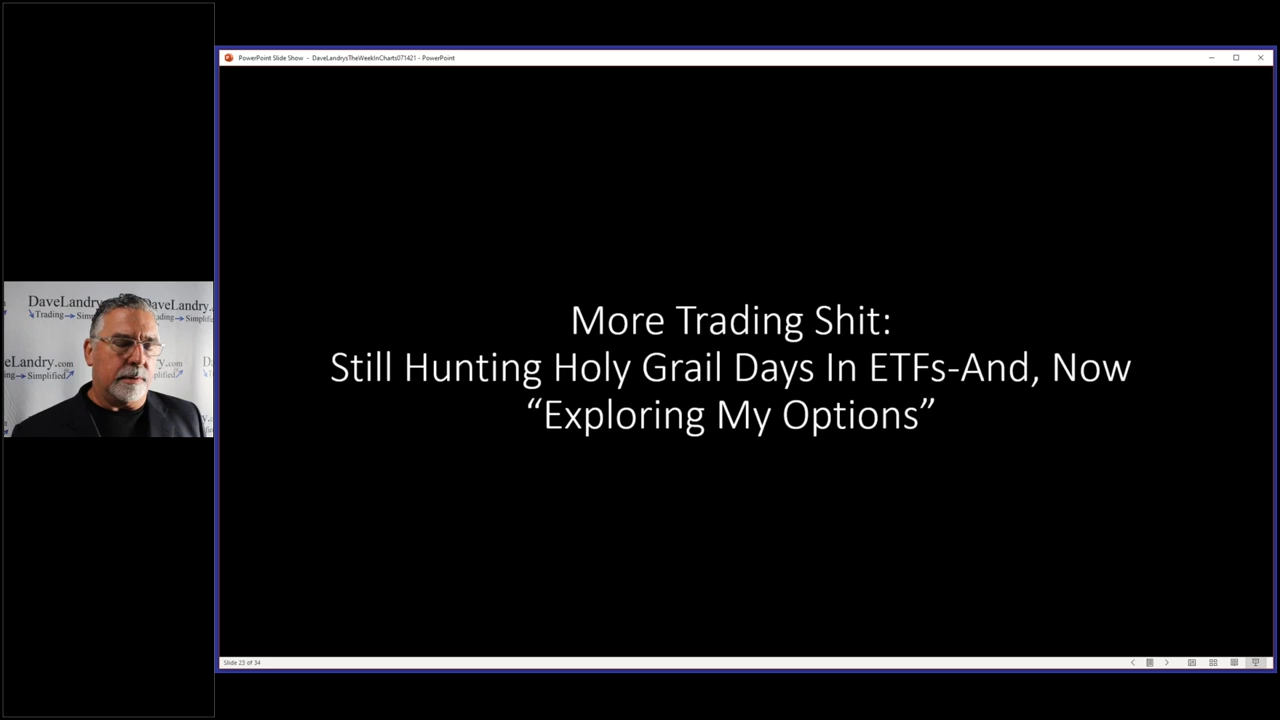 PowerPoint Slide Show - DaveLandrysTheWeekInCharts071421 - PowerPoint
More Trading Shit:
Still Hunting Holy Grail Days In ETFs-And, Now
“Exploring My Options”
DaveLandry
DaveLandry.
Trading
Simplified
eLandry.com
Simplified
Slide 23 of 34